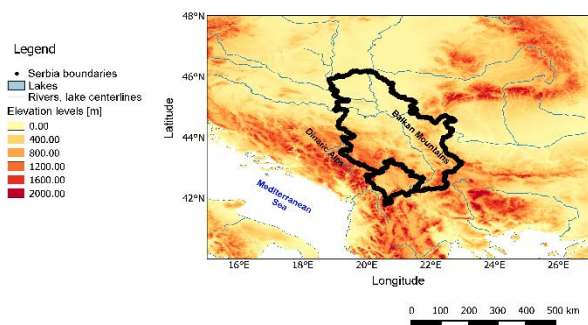 Legend
Serbia boundaries
Lakes
Rivers, lake centerlines
Elevation levels [m]
0.00
400.00
800.00
1200.00
1600.00
2000.00
Latitude
48°N
46°N
44°N
42°N
Balkan Mountains
Dinaric Alps
Mediterranean
Sea
16°E 18°E 20°E 22°E 24°E 26°E
Longitude
0 100 200 300 400 500 km